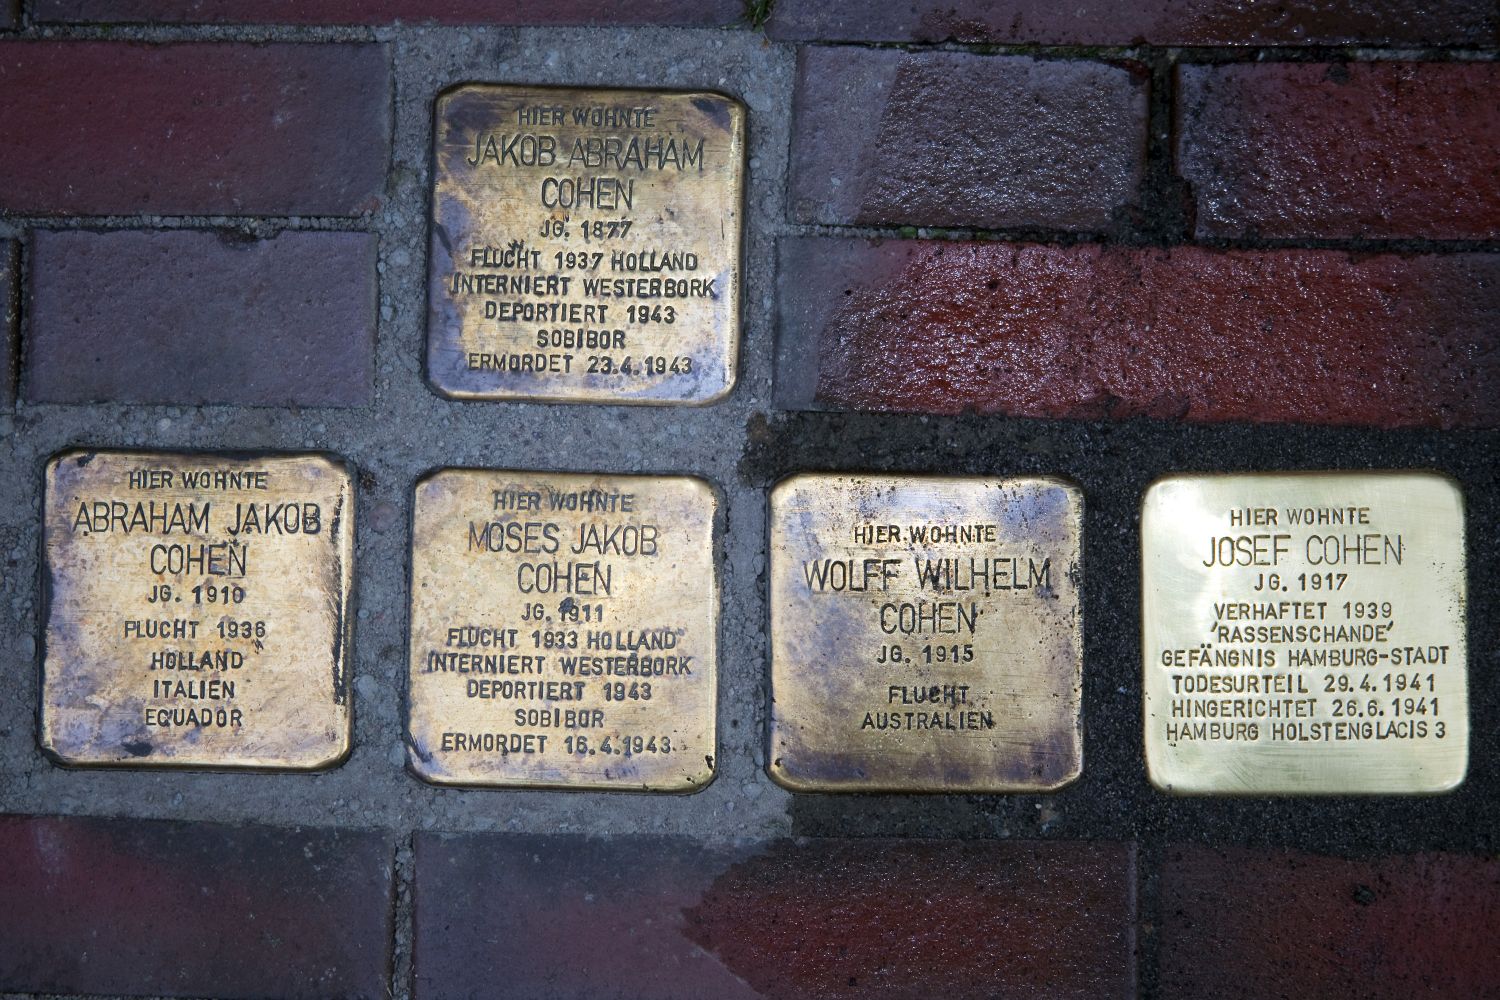 HIER WOHNTE
JAKOB ABRAHAM
COHEN
JG. 1877
FLUCHT 1937 HOLLAND
INTERNIERT WESTERBORK
DEPORTIERT 1943
SOBIBOR
ERMORDET 23.4.1943
HIER WOHNTE
ABRAHAM JAKOB
COHEN
JG. 1910
FLUCHT 1936
HOLLAND
ITALIEN
ECUADOR
HIER WOHNTE
MOSES JAKOB
COHEN
JG. 1911
FLUCHT 1933 HOLLAND
INTERNIERT WESTERBORK
DEPORTIERT 1943
SOBIBOR
ERMORDET 16.4.1943
HIER WOHNTE
WOLFF WILHELM
COHEN
JG. 1915
FLUCHT
AUSTRALIEN
HIER WOHNTE
JOSEF COHEN
JG. 1917
VERHAFTET 1939
'RASSENSCHANDE'
GEFÄNGNIS HAMBURG-STADT
TODESURTEIL 29.4.1941
HINGERICHTET 26.6.1941
HAMBURG HOLSTENGLACIS 3